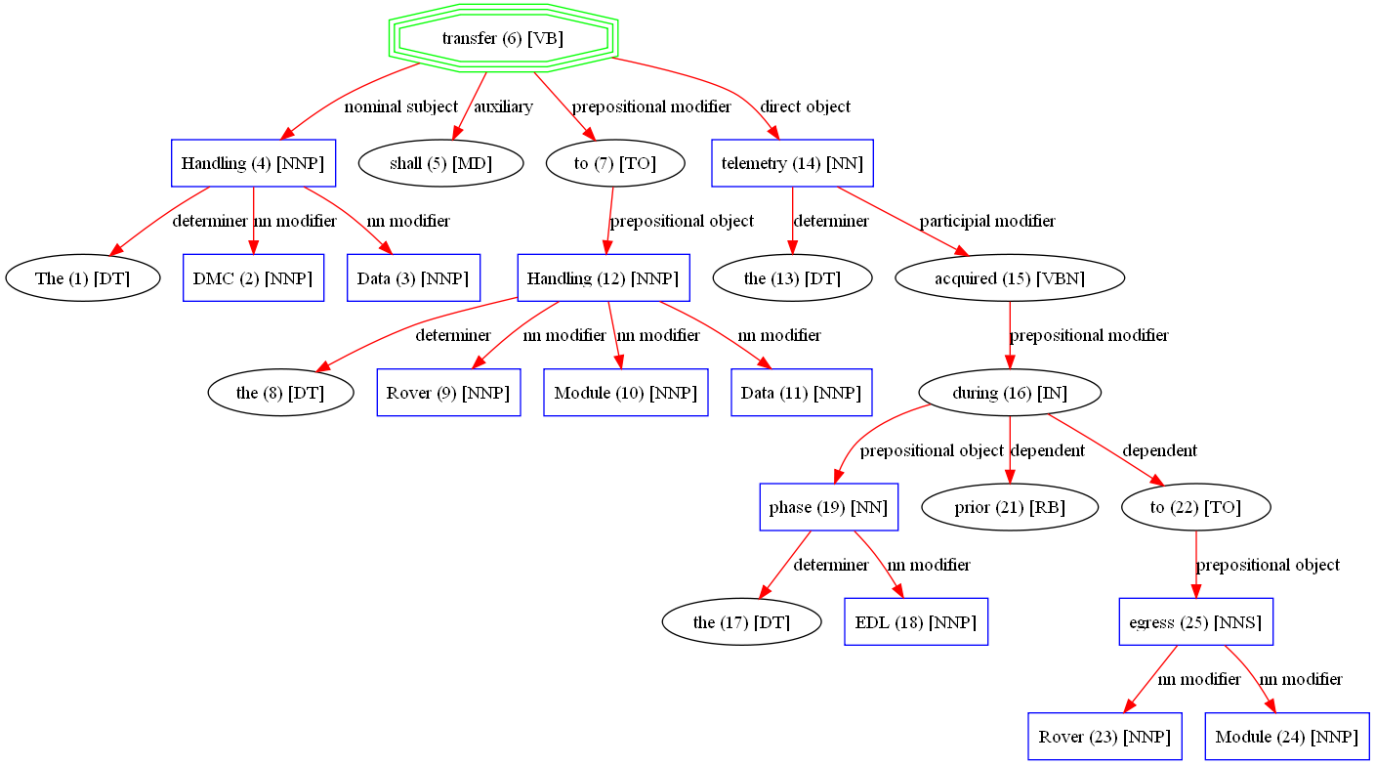 transfer (6) [VB]
nominal subject auxiliary prepositional modifier direct object
Handling (4) [NNP] shall (5) [MD] to (7) [TO] telemetry (14) [NN]
determiner nn modifier nn modifier prepositional object determiner participial modifier
The (1) [DT] DMC (2) [NNP] Data (3) [NNP] Handling (12) [NNP] the (13) [DT] acquired (15) [VBN]
determiner nn modifier nn modifier nn modifier prepositional modifier
the (8) [DT] Rover (9) [NNP] Module (10) [NNP] Data (11) [NNP] during (16) [IN]
prepositional object dependent dependent
phase (19) [NN] prior (21) [RB] to (22) [TO]
determiner nn modifier prepositional object
the (17) [DT] EDL (18) [NNP] egress (25) [NNS]
nn modifier nn modifier
Rover (23) [NNP] Module (24) [NNP]